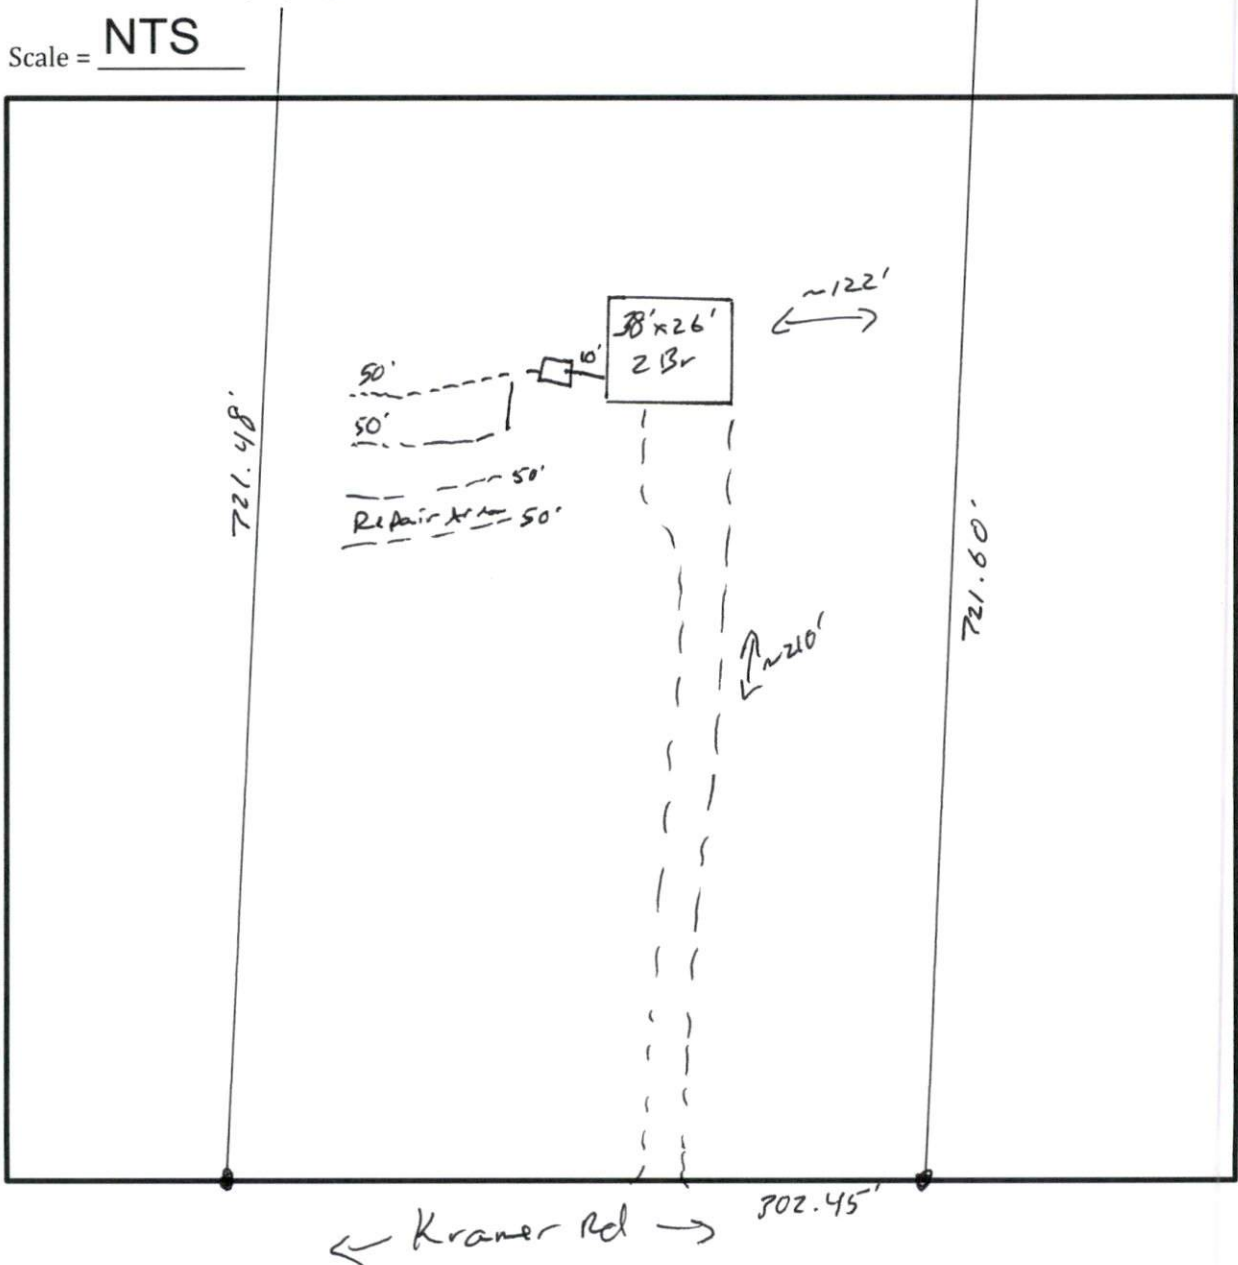 Scale = NTS
~122'
38'x26'
2 Br
10'
50'
50'
50'
Repair Area 50'
721.48'
721.60'
~210'
302.45'
Kramer Rd